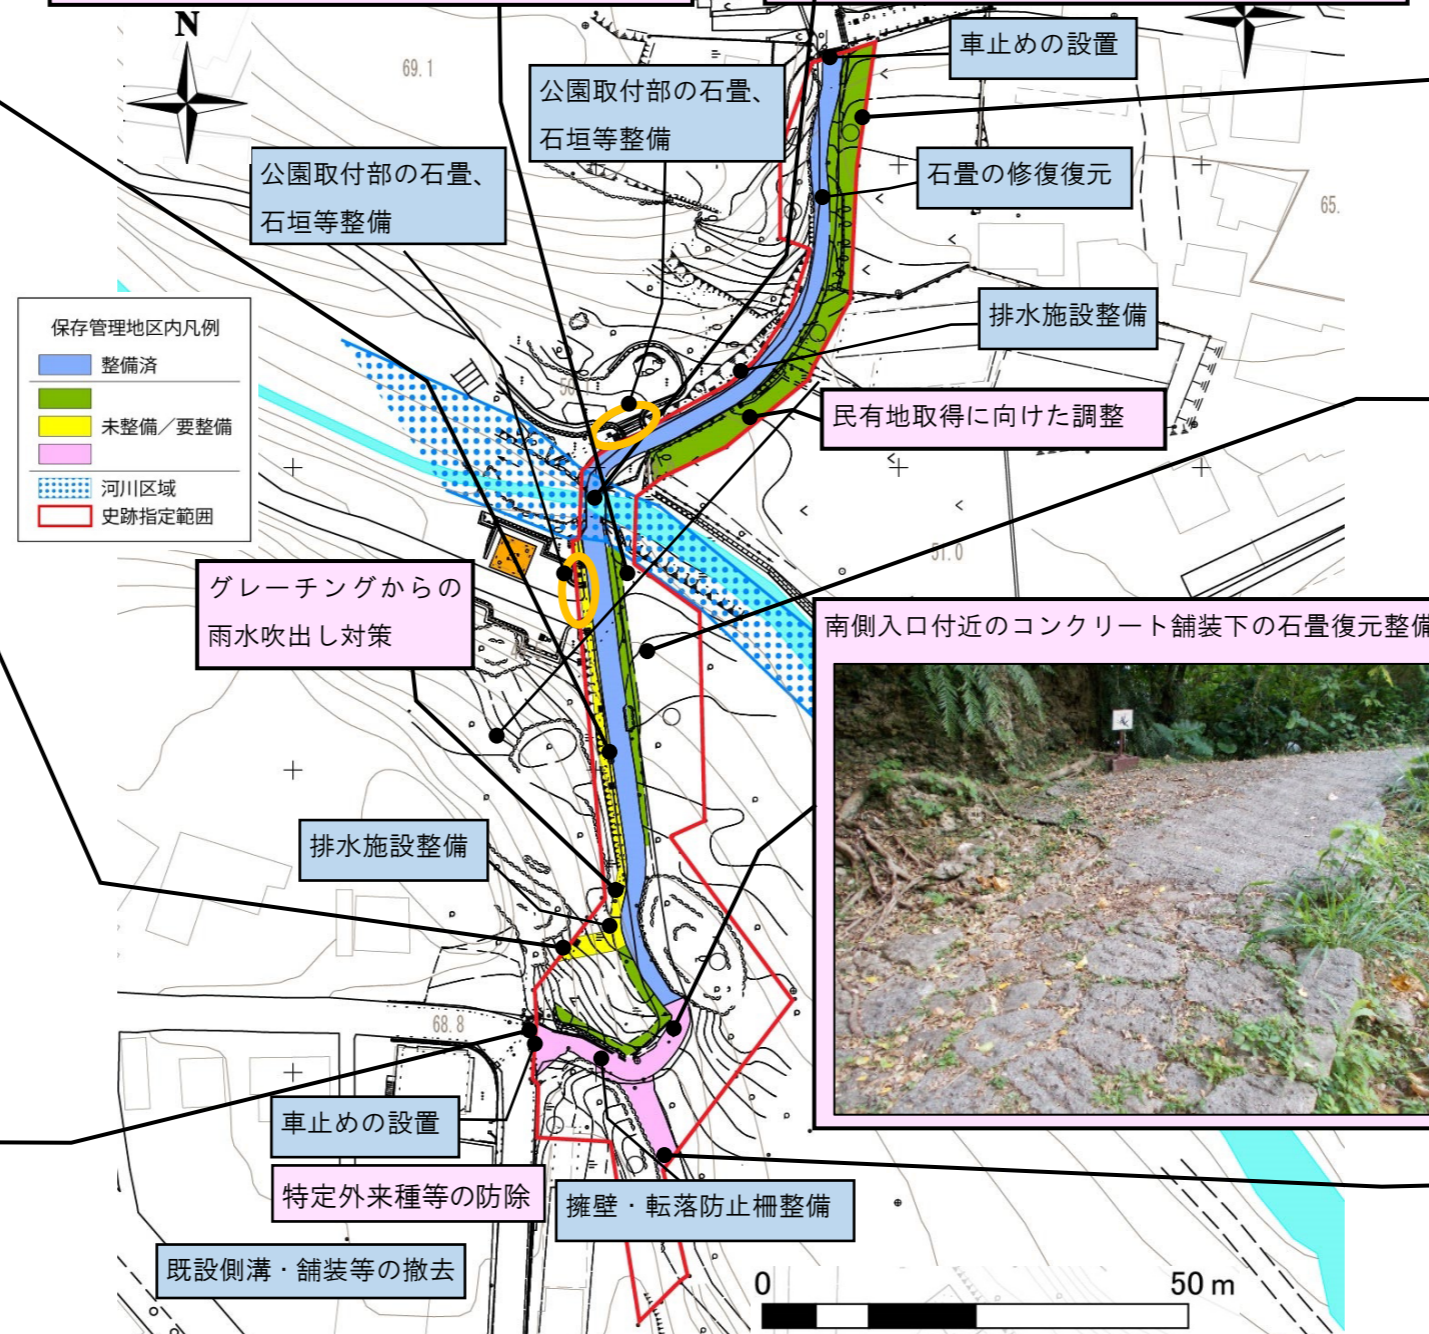 N
69.1
車止めの設置
公園取付部の石畳、
石垣等整備
公園取付部の石畳、
石垣等整備
石畳の修復復元
65.
保存管理地区内凡例
整備済
未整備／要整備
河川区域
史跡指定範囲
排水施設整備
民有地取得に向けた調整
51.0
グレーチングからの
雨水吹出し対策
南側入口付近のコンクリート舗装下の石畳復元整備
排水施設整備
68.8
車止めの設置
特定外来種等の防除
擁壁・転落防止柵整備
既設側溝・舗装等の撤去
0
50 m